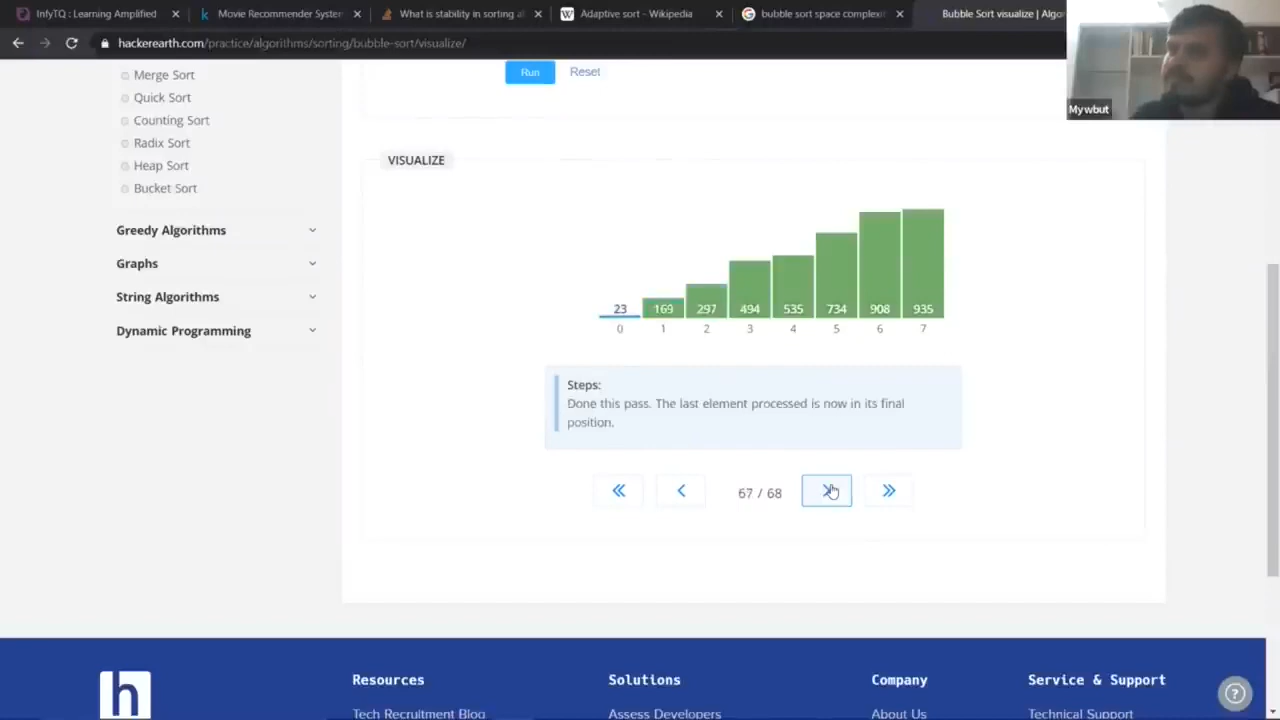 InfyTQ : Learning Amplified
Movie Recommender System
What is stability in sorting al
Adaptive sort - Wikipedia
bubble sort space complexit
Bubble Sort visualize | Algo
hackerearth.com/practice/algorithms/sorting/bubble-sort/visualize/
Mywbut
Merge Sort
Quick Sort
Counting Sort
Radix Sort
Heap Sort
Bucket Sort
Greedy Algorithms
Graphs
String Algorithms
Dynamic Programming
Run
Reset
VISUALIZE
23 169 297 494 535 734 908 935
0 1 2 3 4 5 6 7
Steps:
Done this pass. The last element processed is now in its final
position.
67 / 68
h
Resources
Solutions
Company
Service & Support
Tech Recruitment Blog
Assess Developers
About Us
Technical Support
?